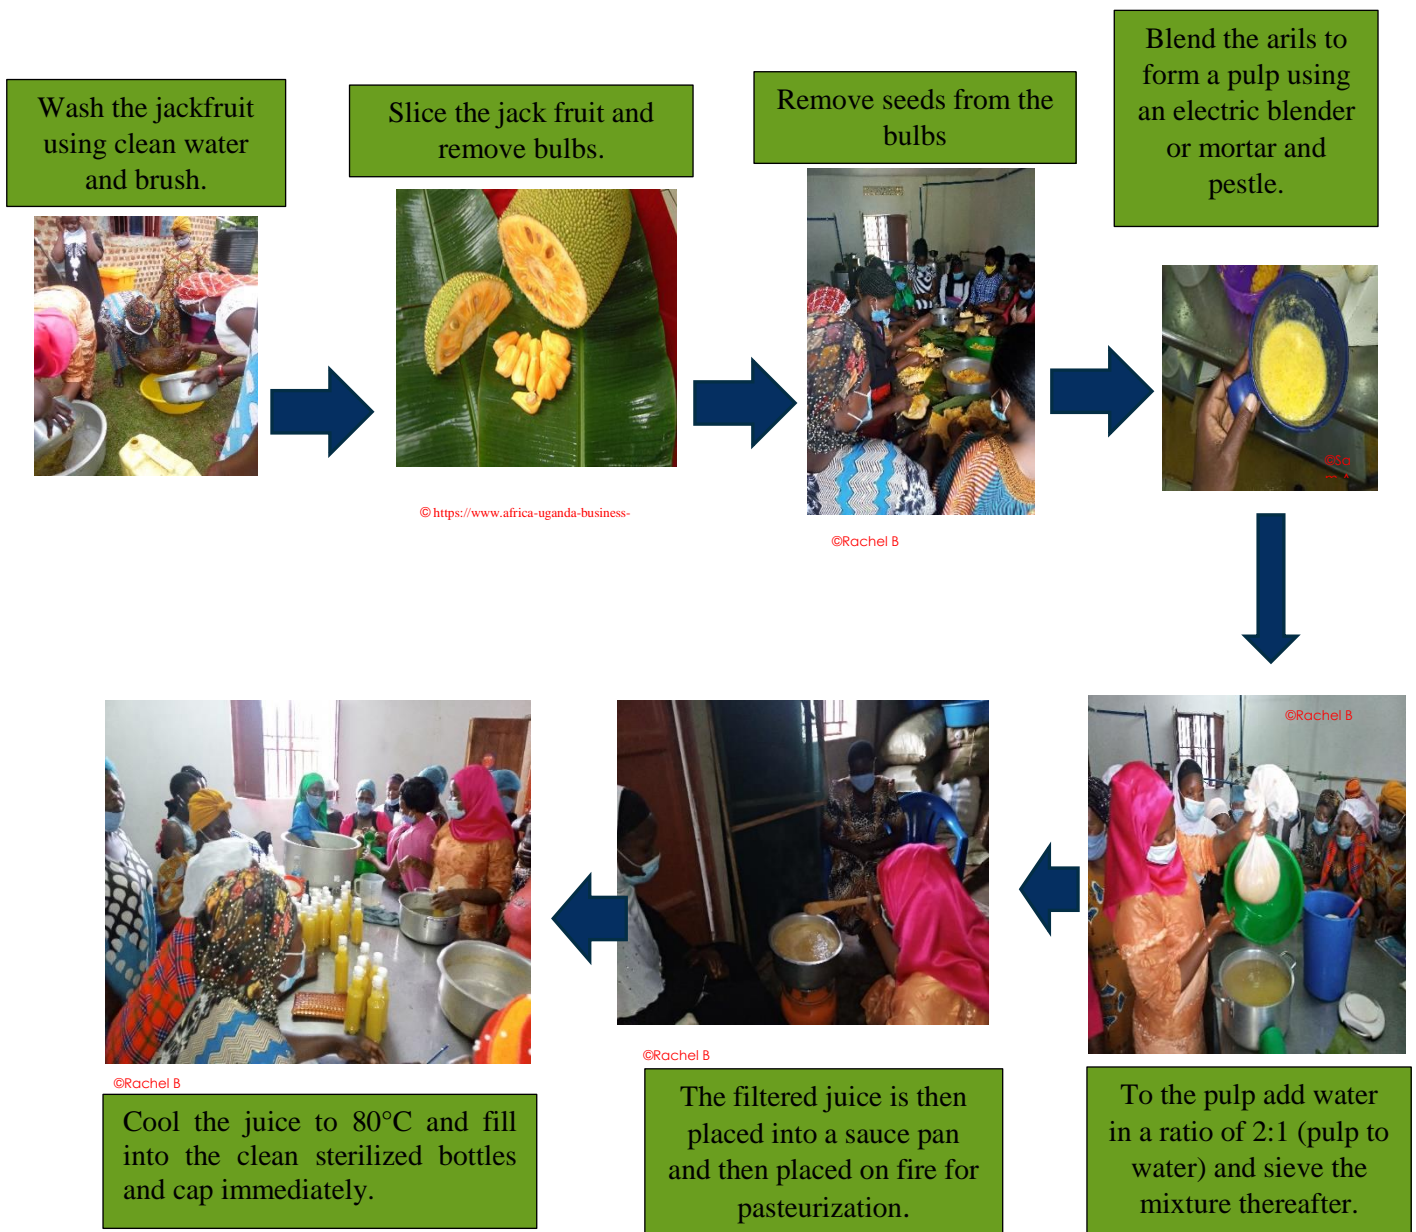 Wash the jackfruit
using clean water
and brush.
Slice the jack fruit and
remove bulbs.
© https://www.africa-uganda-business-
Remove seeds from the
bulbs
©Rachel B
Blend the arils to
form a pulp using
an electric blender
or mortar and
pestle.
©Sa
©Rachel B
To the pulp add water
in a ratio of 2:1 (pulp to
water) and sieve the
mixture thereafter.
©Rachel B
The filtered juice is then
placed into a sauce pan
and then placed on fire for
pasteurization.
©Rachel B
Cool the juice to 80°C and fill
into the clean sterilized bottles
and cap immediately.